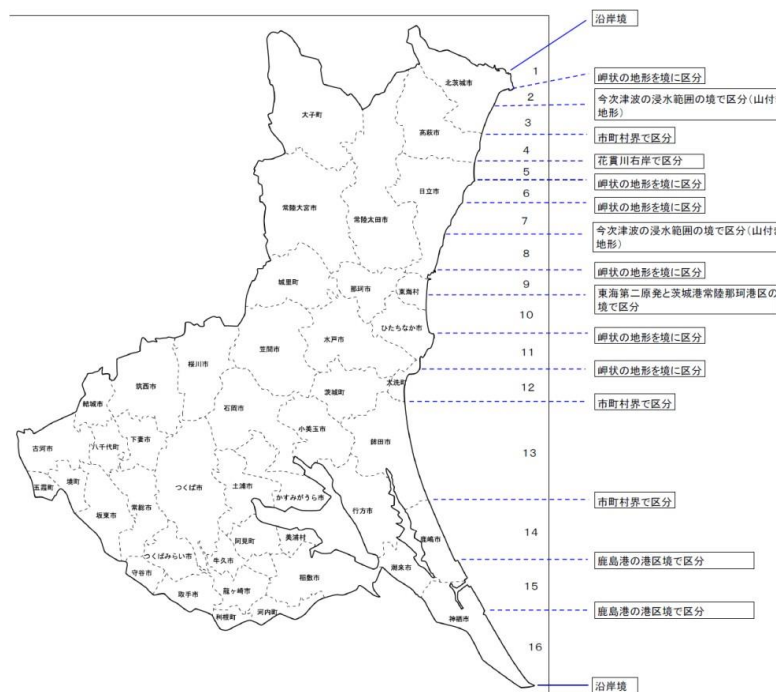 沿岸境
1
北茨城市
岬状の地形を境に区分
2
今次津波の浸水範囲の境で区分(山付き
地形)
大子町
3
高萩市
市町村界で区分
4
花貫川右岸で区分
5
岬状の地形を境に区分
日立市
6
岬状の地形を境に区分
常陸大宮市
常陸太田市
7
今次津波の浸水範囲の境で区分(山付き
地形)
8
岬状の地形を境に区分
城里町
那珂市
東海村
9
東海第二原発と茨城港常陸那珂港区の
境で区分
10
ひたちなか市
岬状の地形を境に区分
水戸市
笠間市
11
桜川市
岬状の地形を境に区分
筑西市
大洗町
12
茨城町
結城市
石岡市
市町村界で区分
小美玉市
下妻市
八千代町
鉾田市
古河市
13
境町
五霞町
つくば市
土浦市
かすみがうら市
市町村界で区分
常総市
坂東市
行方市
14
鹿嶋市
阿見町
美浦村
つくばみらい市
牛久市
鹿島港の港区境で区分
潮来市
守谷市
稲敷市
15
取手市
龍ヶ崎市
利根町
河内町
鹿島港の港区境で区分
神栖市
16
沿岸境